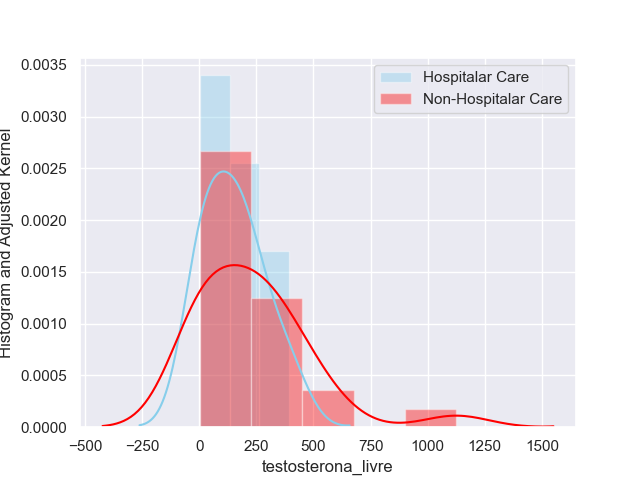 Hospitalar Care
Non-Hospitalar Care
Histogram and Adjusted Kernel
0.0035
0.0030
0.0025
0.0020
0.0015
0.0010
0.0005
0.0000
−500 −250 0 250 500 750 1000 1250 1500
testosterona_livre